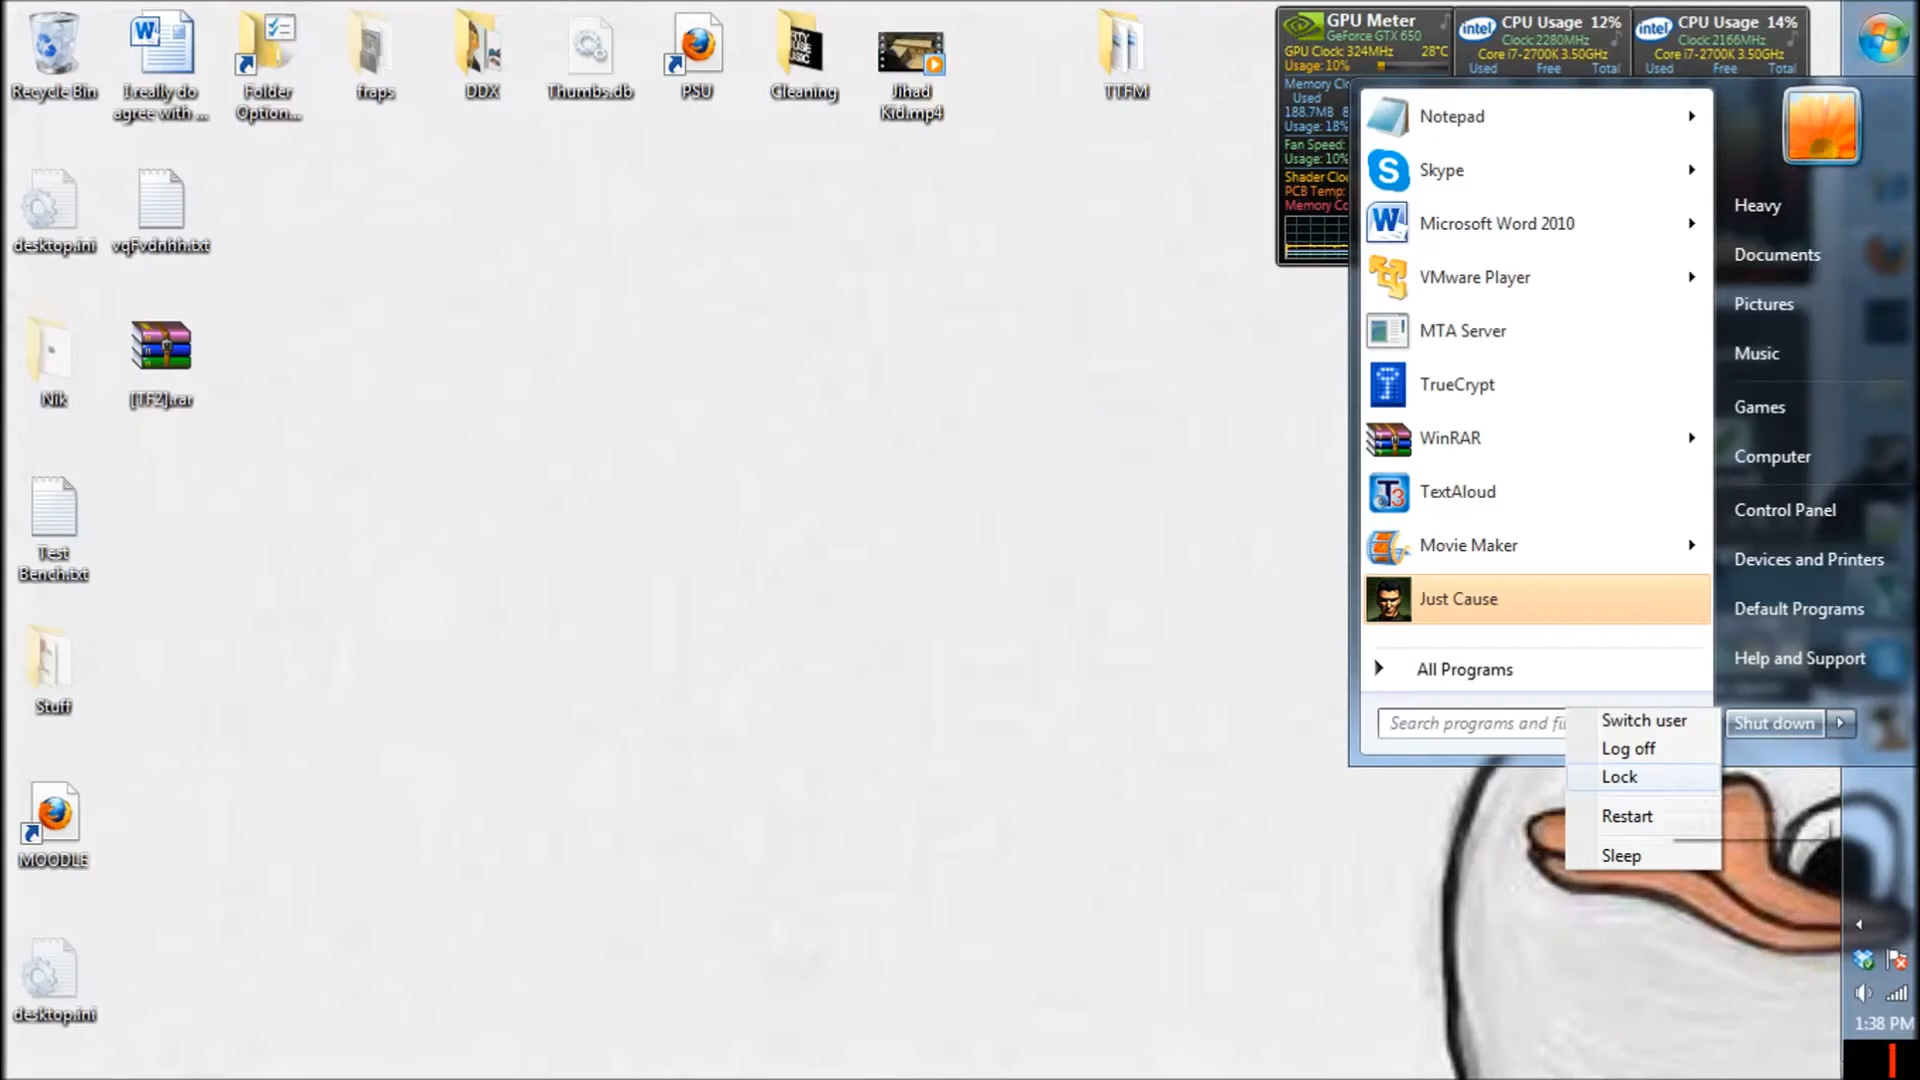 Recycle Bin
I really do
agree with ...
Folder
Option...
fraps
DDX
Thumbs.db
PSU
Cleaning
Jihad
Kid.mp4
TTFM
desktop.ini
vqFvdnhh.txt
Nik
[TF2].rar
Test
Bench.txt
Stuff
MOODLE
desktop.ini
GPU Meter
GeForce GTX 650
GPU Clock: 324MHz 28°C
Usage: 10%
Memory Clo
Used
188.7MB 8
Usage: 18%
Fan Speed:
Usage: 10%
Shader Cloc
PCB Temp:
Memory Co
intel CPU Usage 12%
Clock: 2280MHz
Core i7-2700K 3.50GHz
Used Free Total
intel CPU Usage 14%
Clock: 2166MHz
Core i7-2700K 3.50GHz
Used Free Total
Notepad
Skype
Microsoft Word 2010
VMware Player
MTA Server
TrueCrypt
WinRAR
TextAloud
Movie Maker
Just Cause
All Programs
Search programs and fi
Heavy
Documents
Pictures
Music
Games
Computer
Control Panel
Devices and Printers
Default Programs
Help and Support
Shut down
Switch user
Log off
Lock
Restart
Sleep
1:38 PM